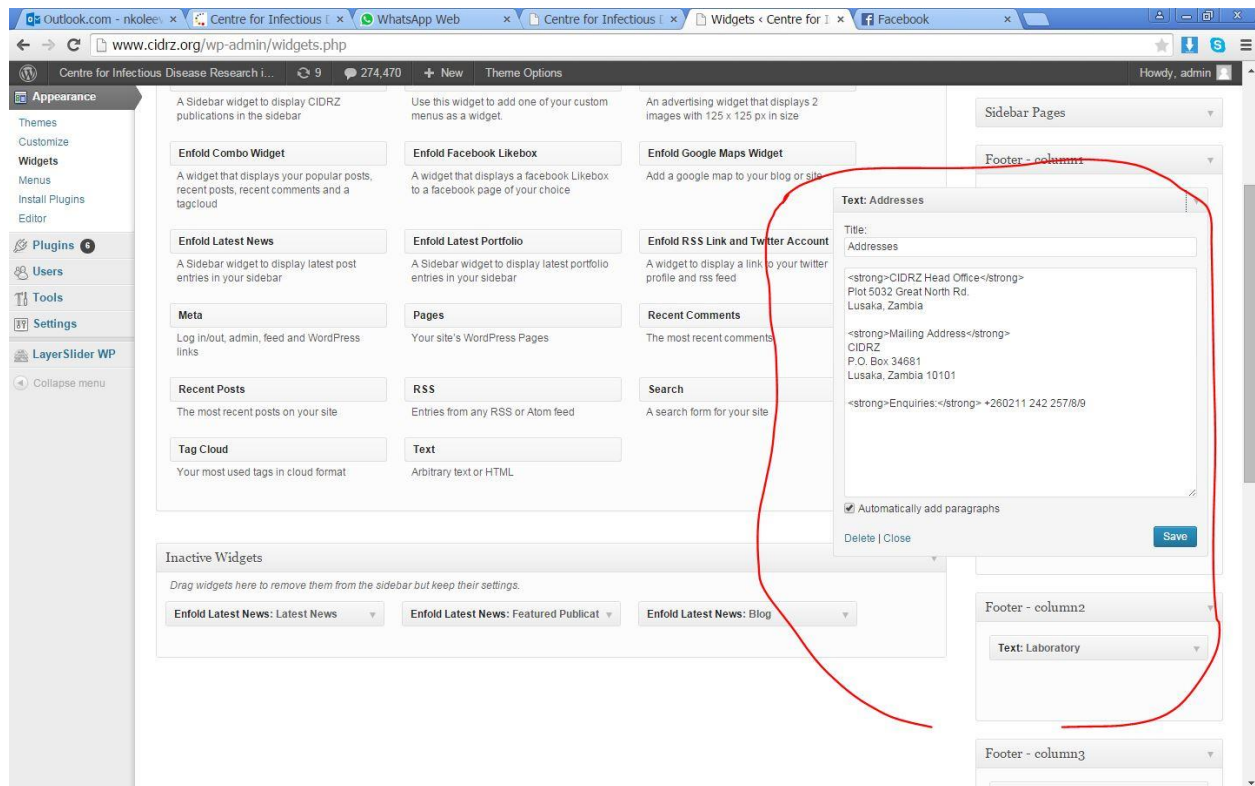 Outlook.com - nkoleev
Centre for Infectious D
WhatsApp Web
Centre for Infectious D
Widgets ‹ Centre for I
Facebook
www.cidrz.org/wp-admin/widgets.php
Centre for Infectious Disease Research i...
9
274,470
+ New
Theme Options
Howdy, admin
Appearance
Themes
Customize
Widgets
Menus
Install Plugins
Editor
Plugins 6
Users
Tools
Settings
LayerSlider WP
Collapse menu
A Sidebar widget to display CIDRZ
publications in the sidebar
Use this widget to add one of your custom
menus as a widget.
An advertising widget that displays 2
images with 125 x 125 px in size
Enfold Combo Widget
A widget that displays your popular posts,
recent posts, recent comments and a
tagcloud
Enfold Facebook Likebox
A widget that displays a facebook Likebox
to a facebook page of your choice
Enfold Google Maps Widget
Add a google map to your blog or site
Enfold Latest News
A Sidebar widget to display latest post
entries in your sidebar
Enfold Latest Portfolio
A Sidebar widget to display latest portfolio
entries in your sidebar
Enfold RSS Link and Twitter Account
A widget to display a link to your twitter
profile and rss feed
Meta
Log in/out, admin, feed and WordPress
links
Pages
Your site's WordPress Pages
Recent Comments
The most recent comments
Recent Posts
The most recent posts on your site
RSS
Entries from any RSS or Atom feed
Search
A search form for your site
Tag Cloud
Your most used tags in cloud format
Text
Arbitrary text or HTML
Inactive Widgets
Drag widgets here to remove them from the sidebar but keep their settings.
Enfold Latest News: Latest News
Enfold Latest News: Featured Publicat
Enfold Latest News: Blog
Sidebar Pages
Footer - column1
Text: Addresses
Title:
Addresses
<strong>CIDRZ Head Office</strong>
Plot 5032 Great North Rd.
Lusaka, Zambia
<strong>Mailing Address</strong>
CIDRZ
P.O. Box 34681
Lusaka, Zambia 10101
<strong>Enquiries:</strong> +260211 242 257/8/9
Automatically add paragraphs
Delete | Close
Save
Footer - column2
Text: Laboratory
Footer - column3